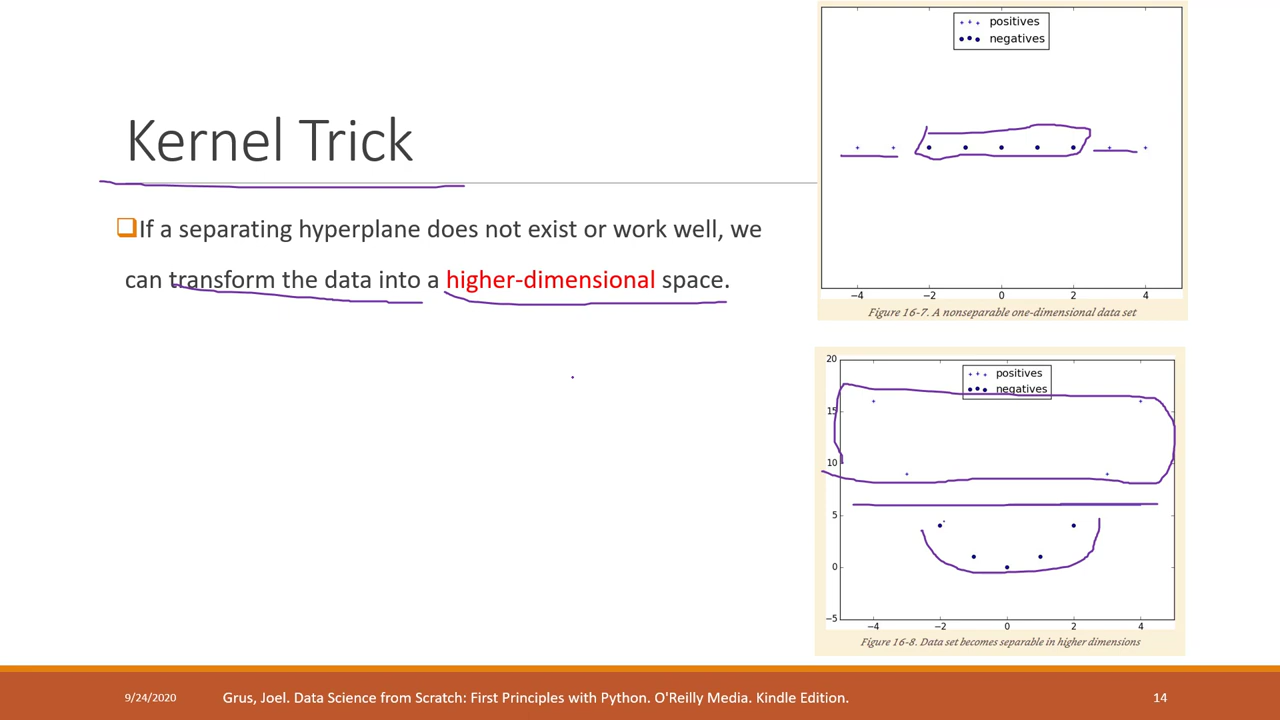 Kernel Trick
If a separating hyperplane does not exist or work well, we
can transform the data into a higher-dimensional space.
positives
negatives
−4 −2 0 2 4
Figure 16-7. A nonseparable one-dimensional data set
20
positives
negatives
15
10
5
0
−5
−4 −2 0 2 4
Figure 16-8. Data set becomes separable in higher dimensions
9/24/2020 Grus, Joel. Data Science from Scratch: First Principles with Python. O'Reilly Media. Kindle Edition. 14